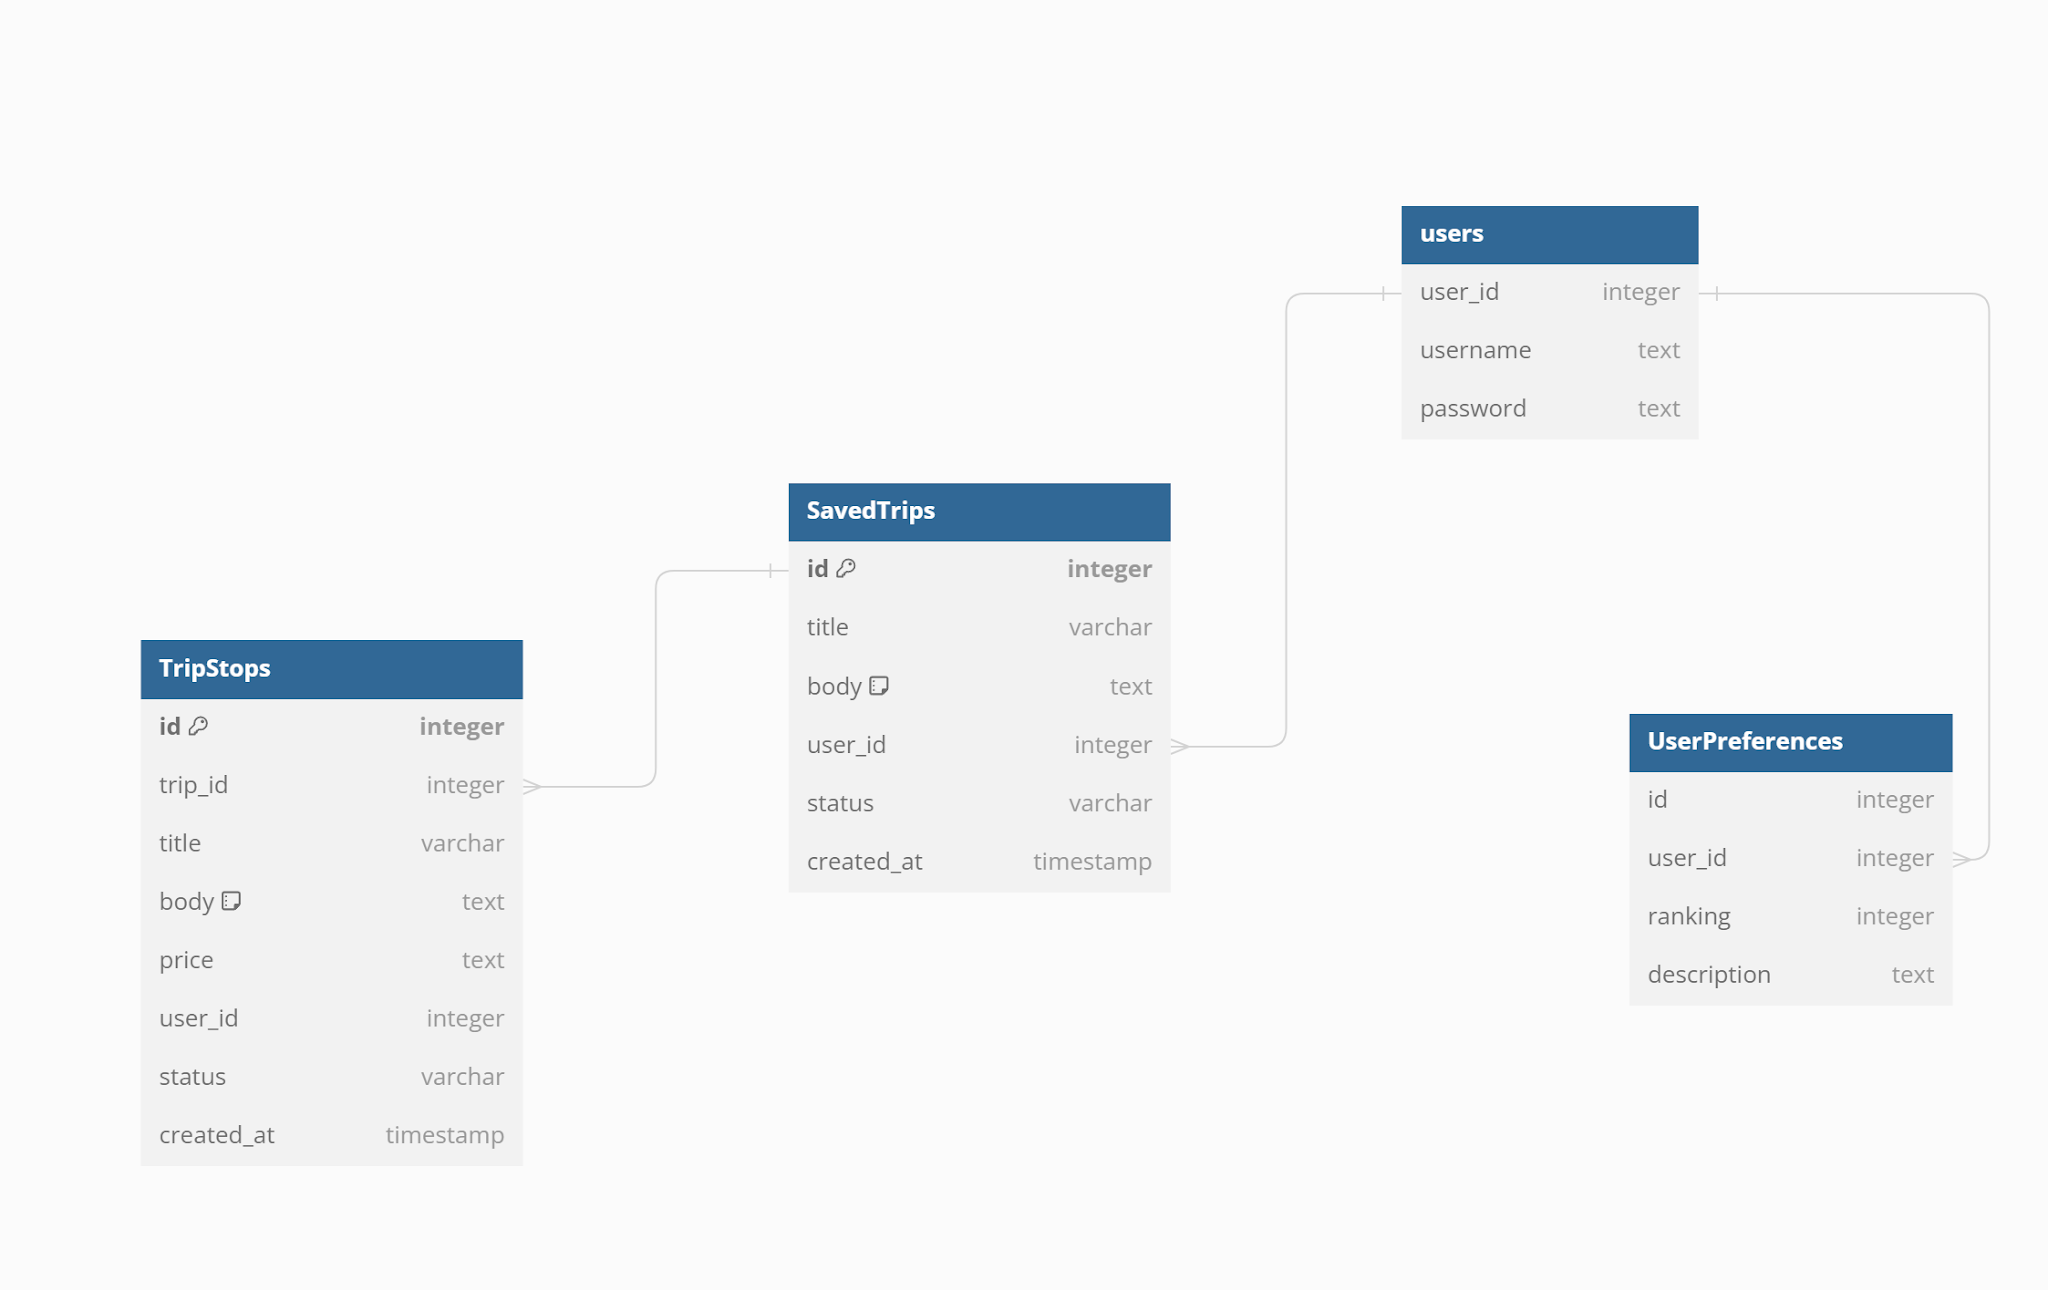 users
user_id integer
username text
password text
SavedTrips
id integer
title varchar
body text
user_id integer
status varchar
created_at timestamp
TripStops
id integer
trip_id integer
title varchar
body text
price text
user_id integer
status varchar
created_at timestamp
UserPreferences
id integer
user_id integer
ranking integer
description text